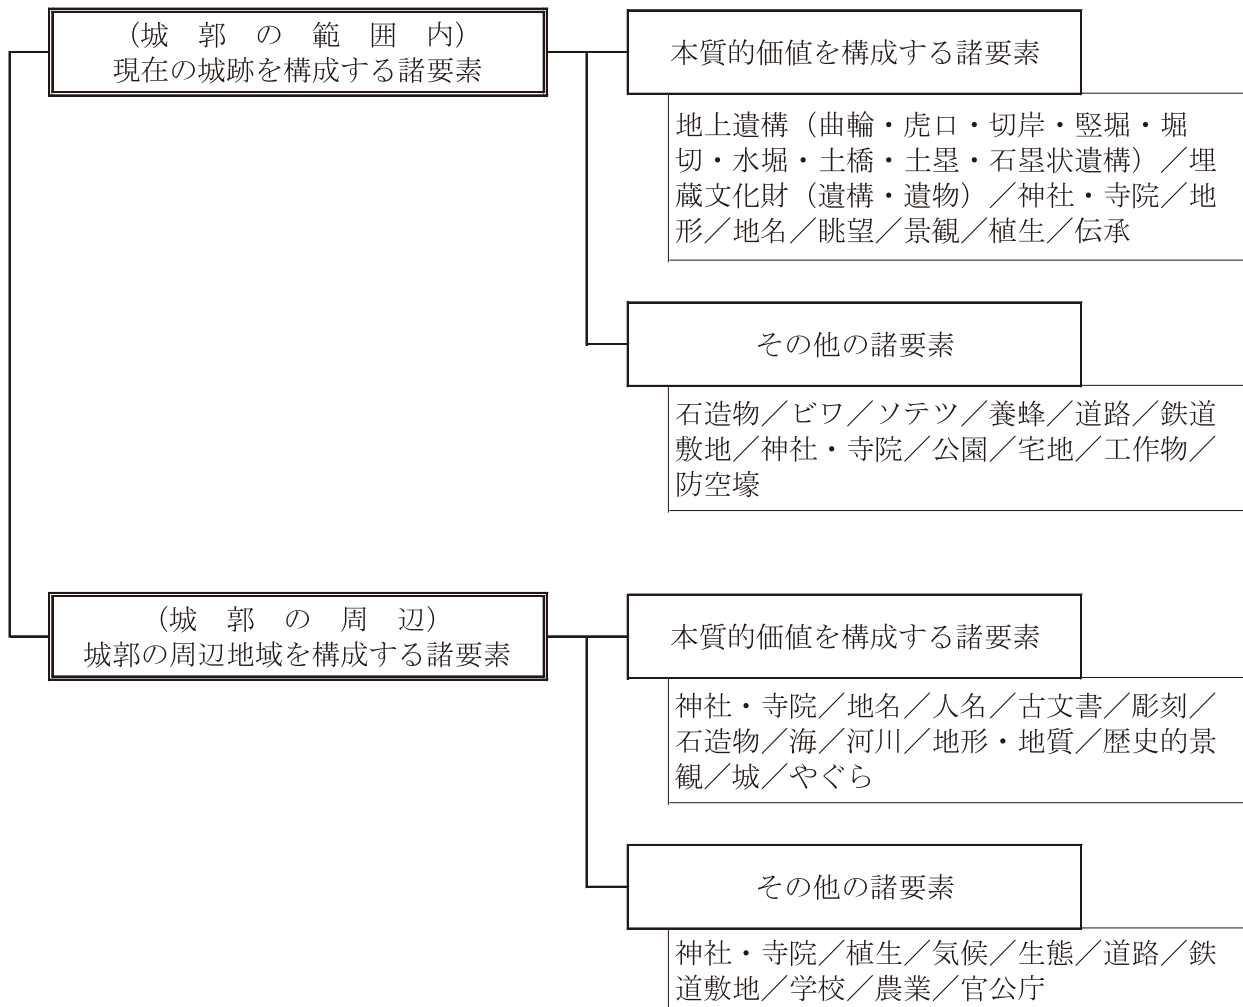 （城郭の範囲内）
現在の城跡を構成する諸要素
本質的価値を構成する諸要素
地上遺構（曲輪・虎口・切岸・竪堀・堀
切・水堀・土橋・土塁・石塁状遺構）／埋
蔵文化財（遺構・遺物）／神社・寺院／地
形／地名／眺望／景観／植生／伝承
その他の諸要素
石造物／ビワ／ソテツ／養蜂／道路／鉄道
敷地／神社・寺院／公園／宅地／工作物／
防空壕
（城郭の周辺）
城郭の周辺地域を構成する諸要素
本質的価値を構成する諸要素
神社・寺院／地名／人名／古文書／彫刻／
石造物／海／河川／地形・地質／歴史的景
観／城／やぐら
その他の諸要素
神社・寺院／植生／気候／生態／道路／鉄
道敷地／学校／農業／官公庁